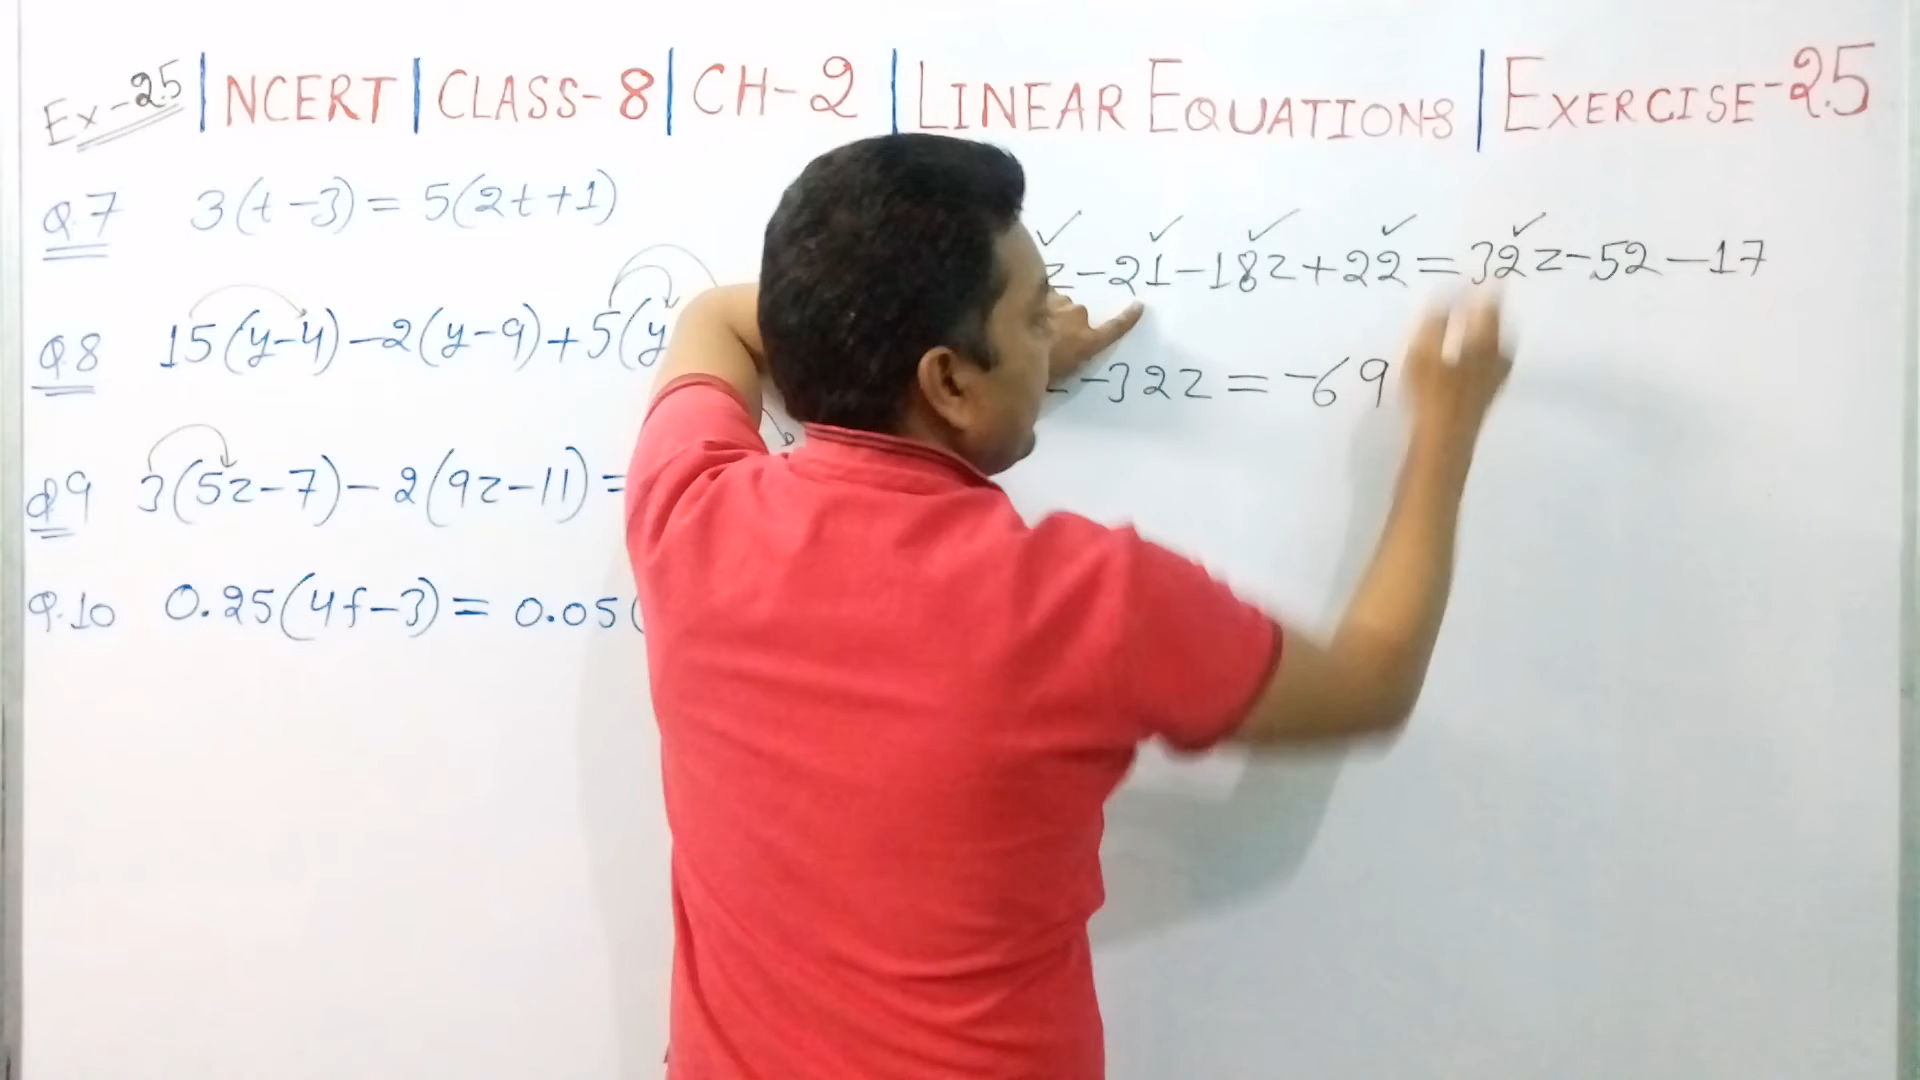 Ex-2.5 | NCERT | CLASS-8 | CH-2 | LINEAR EQUATIONS | EXERCISE-2.5
Q.7 3(t-3) = 5(2t+1)
Q.8 15(y-4)-2(y-9)+5(y
Q9 3(5z-7)-2(9z-11) =
Q.10 0.25(4f-3) = 0.05(
z-21-18z+22=32z-52-17
-32z = -69